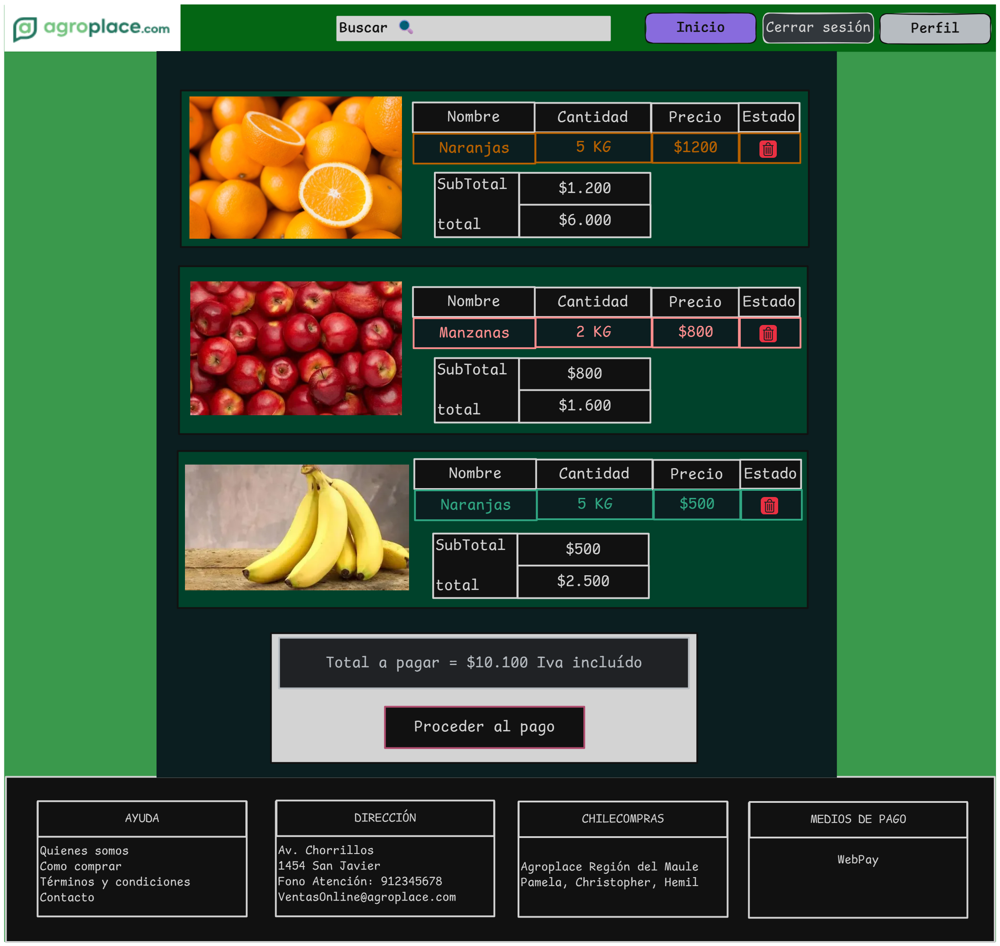 agroplace.com
Buscar
Inicio
Cerrar sesión
Perfil
Nombre Cantidad Precio Estado
Naranjas 5 KG $1200
SubTotal $1.200
total $6.000
Nombre Cantidad Precio Estado
Manzanas 2 KG $800
SubTotal $800
total $1.600
Nombre Cantidad Precio Estado
Naranjas 5 KG $500
SubTotal $500
total $2.500
Total a pagar = $10.100 Iva incluído
Proceder al pago
AYUDA
Quienes somos
Como comprar
Términos y condiciones
Contacto
DIRECCIÓN
Av. Chorrillos
1454 San Javier
Fono Atención: 912345678
VentasOnline@agroplace.com
CHILECOMPRAS
Agroplace Región del Maule
Pamela, Christopher, Hemil
MEDIOS DE PAGO
WebPay